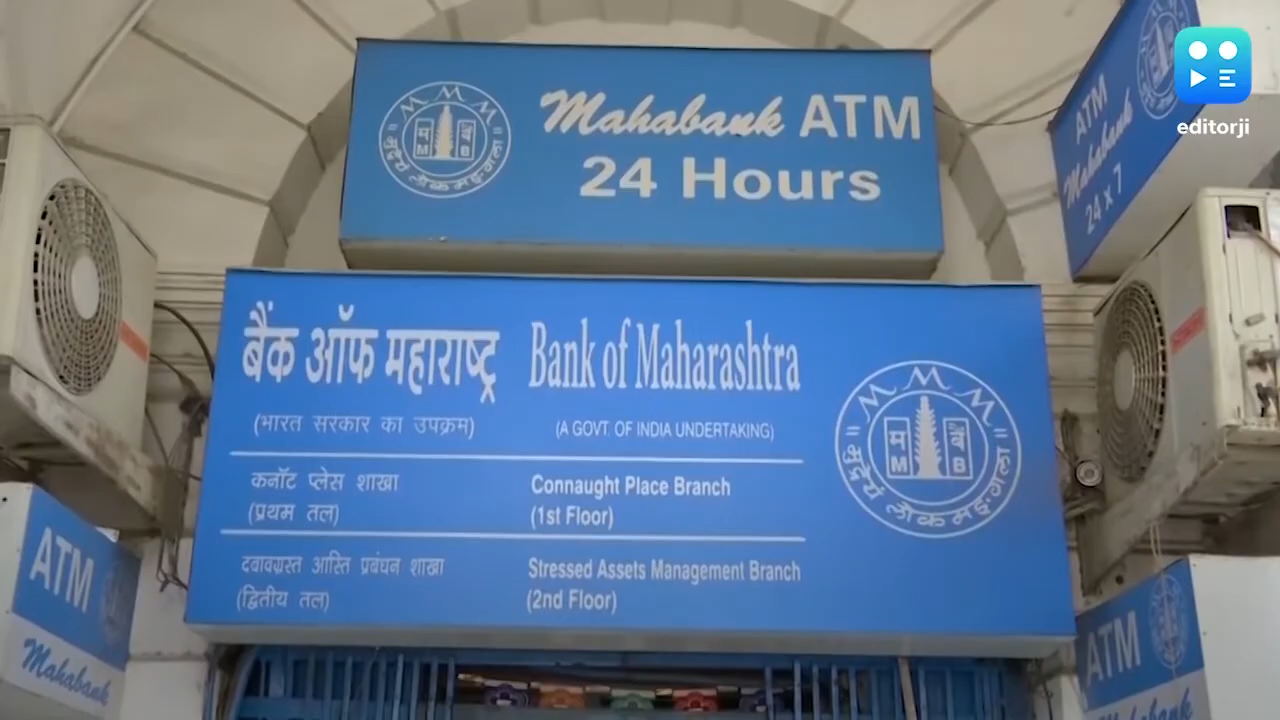 Mahabank ATM
24 Hours
ATM
Mahabank
24 x 7
editorji
बैंक ऑफ महाराष्ट्र Bank of Maharashtra
(भारत सरकार का उपक्रम) (A GOVT. OF INDIA UNDERTAKING)
कनॉट प्लेस शाखा Connaught Place Branch
(प्रथम तल) (1st Floor)
दबावग्रस्त आस्ति प्रबंधन शाखा Stressed Assets Management Branch
(द्वितीय तल) (2nd Floor)
M M M M
M B
ATM
Mahabank
ATM
Mahabank